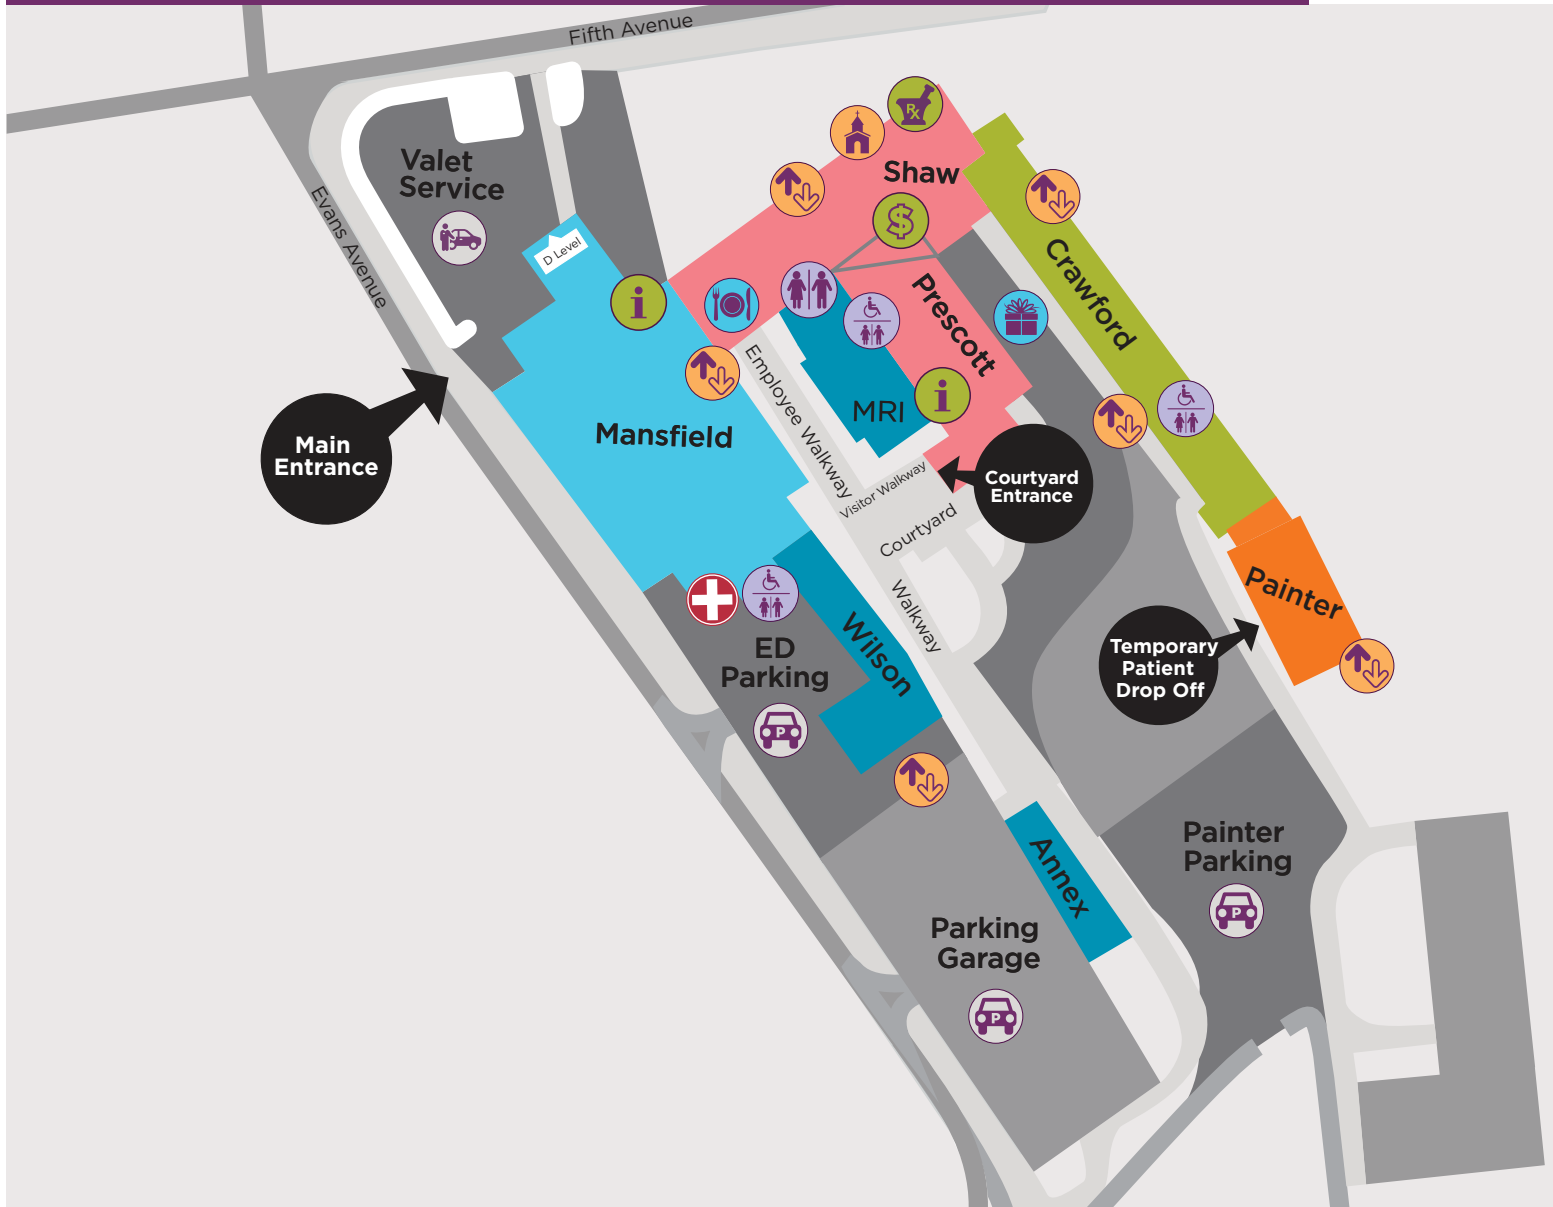 Fifth Avenue
Evans Avenue
Valet
Service
D Level
Rx
Shaw
$
i
Crawford
Prescott
Employee Walkway
MRI
i
Mansfield
Main
Entrance
Visitor Walkway
Courtyard
Entrance
Courtyard
Walkway
Painter
Temporary
Patient
Drop Off
ED
Parking
P
Wilson
Annex
Painter
Parking
P
Parking
Garage
P